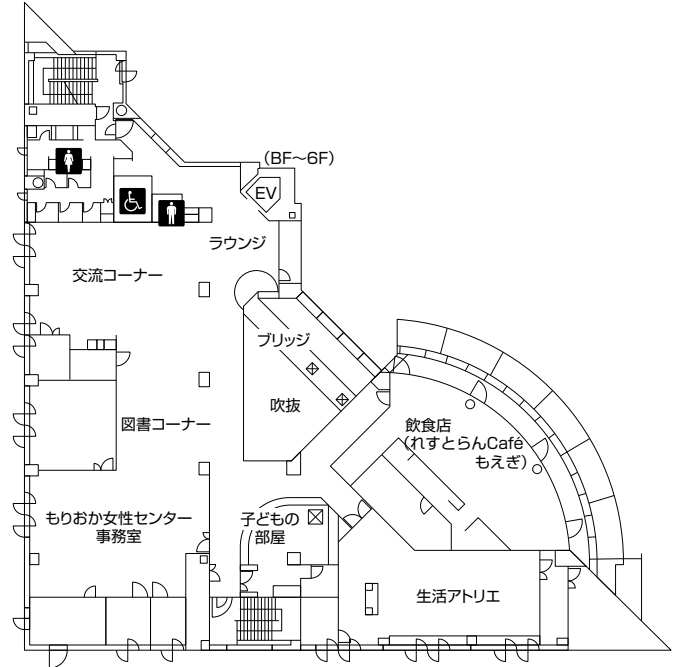 (BF〜6F)
EV
ラウンジ
交流コーナー
ブリッジ
吹抜
図書コーナー
飲食店
（れすとらんCafé
もえぎ）
もりおか女性センター
事務室
子どもの
部屋
生活アトリエ